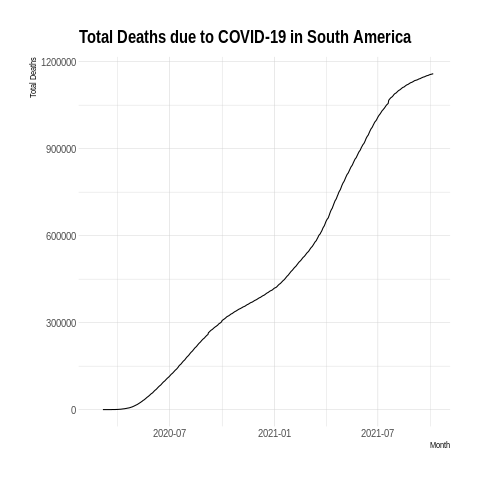 Total Deaths due to COVID-19 in South America
Total Deaths
1200000
900000
600000
300000
0
2020-07
2021-01
2021-07
Month